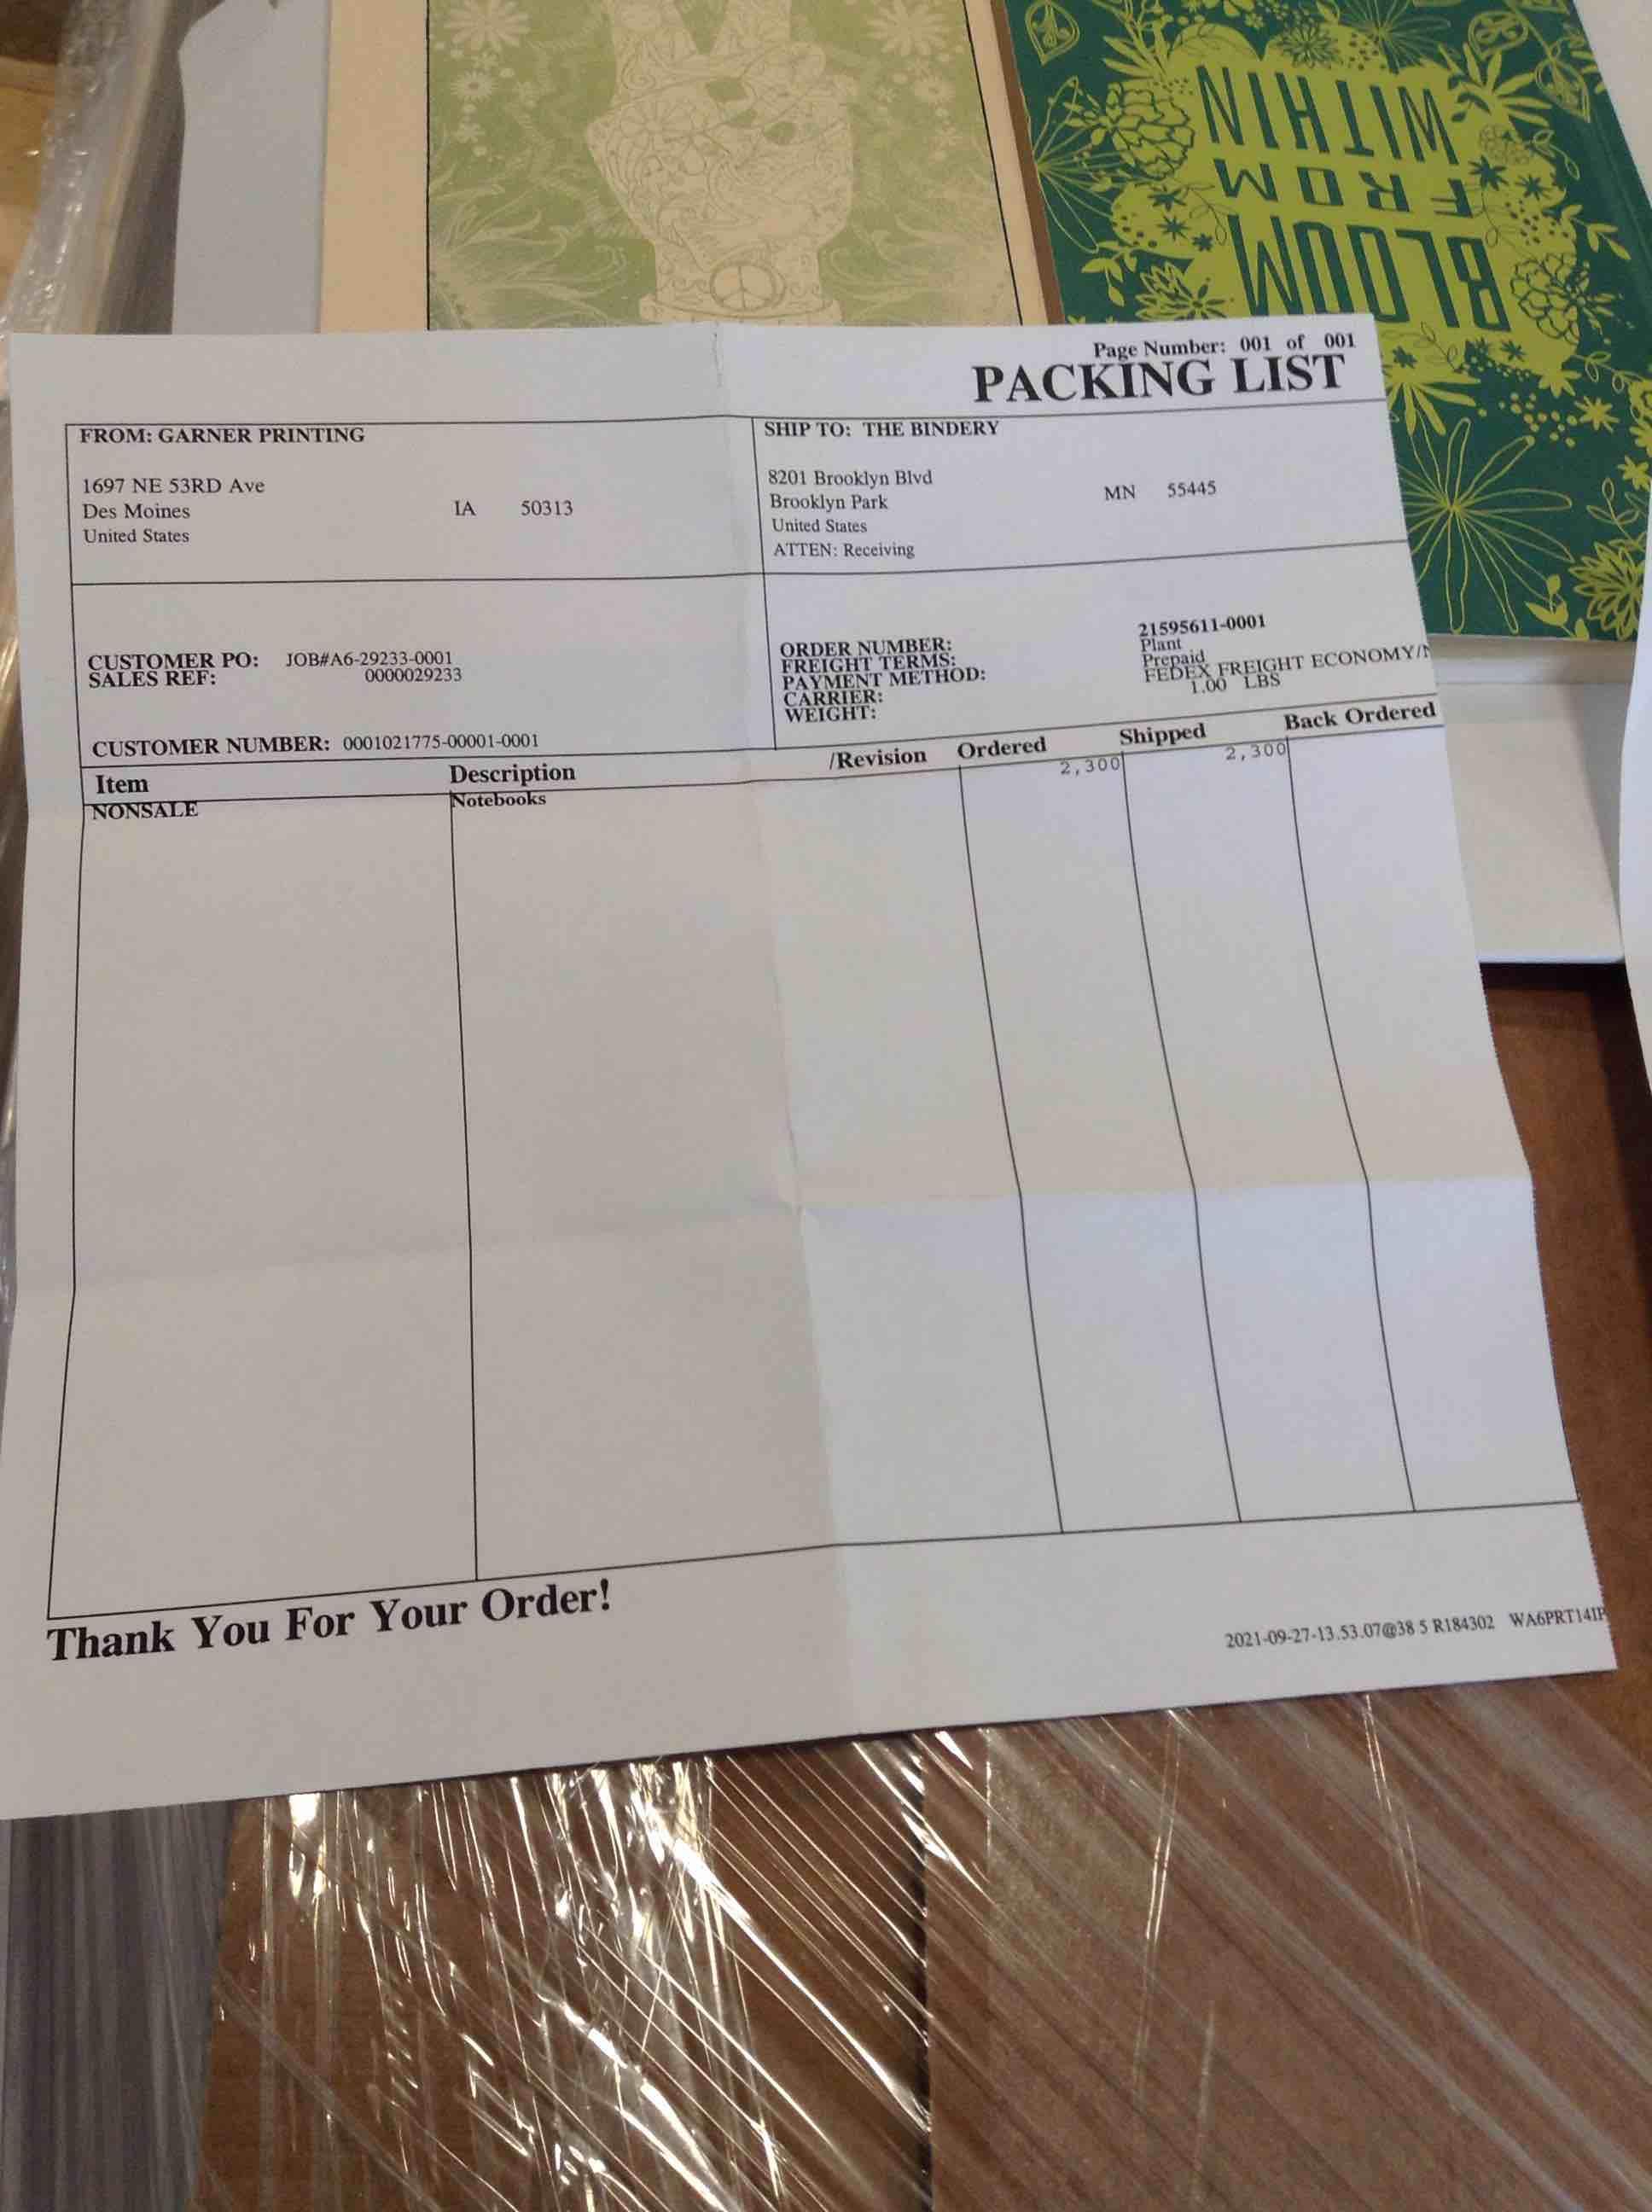 BLOOM
FROM
WITHIN
Page Number: 001 of 001
PACKING LIST
FROM: GARNER PRINTING
1697 NE 53RD Ave
Des Moines IA 50313
United States
SHIP TO: THE BINDERY
8201 Brooklyn Blvd
Brooklyn Park MN 55445
United States
ATTEN: Receiving
CUSTOMER PO: JOB#A6-29233-0001
SALES REF: 0000029233
CUSTOMER NUMBER: 0001021775-00001-0001
ORDER NUMBER: 21595611-0001
FREIGHT TERMS: Plant
PAYMENT METHOD: Prepaid
CARRIER: FEDEX FREIGHT ECONOMY/
WEIGHT: 1.00 LBS
Item Description /Revision Ordered Shipped Back Ordered
NONSALE Notebooks 2,300 2,300
Thank You For Your Order!
2021-09-27-13.53.07@38 5 R184302 WA6PRT14IP